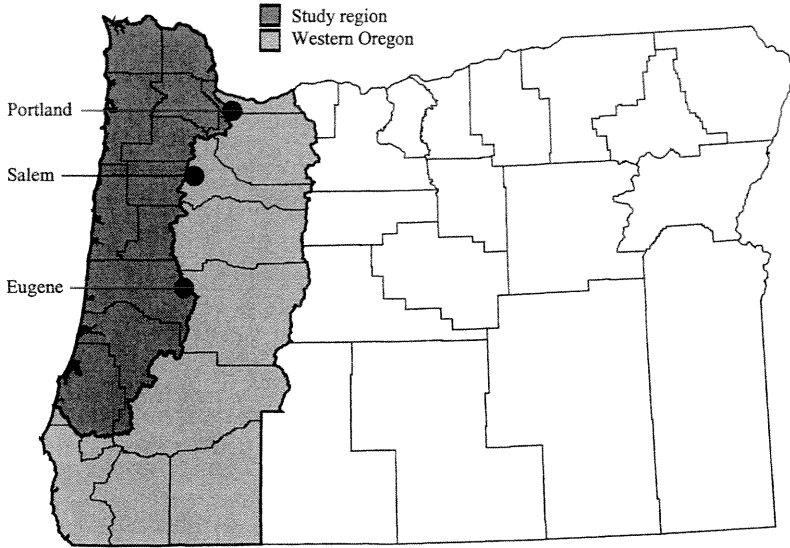 Study region
Western Oregon
Portland
Salem
Eugene